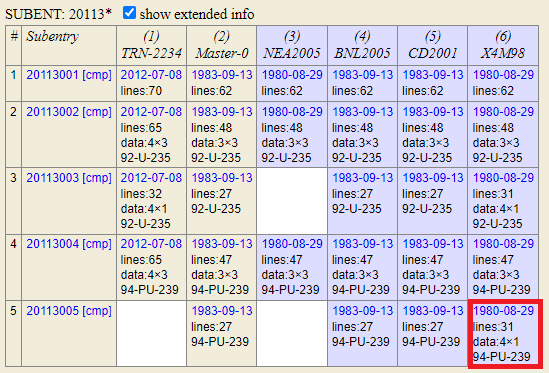 SUBENT: 20113* show extended info
# Subentry (1) TRN-2234 (2) Master-0 (3) NEA2005 (4) BNL2005 (5) CD2001 (6) X4M98
1 20113001 [cmp] 2012-07-08 1983-09-13 1980-08-29 1983-09-13 1983-09-13 1980-08-29
lines:70 lines:62 lines:62 lines:62 lines:62 lines:62
2 20113002 [cmp] 2012-07-08 1983-09-13 1980-08-29 1983-09-13 1983-09-13 1980-08-29
lines:65 lines:48 lines:48 lines:48 lines:48 lines:48
data:4×3 data:3×3 data:3×3 data:3×3 data:3×3 data:3×3
92-U-235 92-U-235 92-U-235 92-U-235 92-U-235 92-U-235
3 20113003 [cmp] 2012-07-08 1983-09-13 1983-09-13 1983-09-13 1980-08-29
lines:32 lines:27 lines:27 lines:27 lines:31
data:4×1 92-U-235 92-U-235 92-U-235 data:4×1
92-U-235 92-U-235
4 20113004 [cmp] 2012-07-08 1983-09-13 1980-08-29 1983-09-13 1983-09-13 1980-08-29
lines:65 lines:47 lines:47 lines:47 lines:47 lines:47
data:4×3 data:3×3 data:3×3 data:3×3 data:3×3 data:3×3
94-PU-239 94-PU-239 94-PU-239 94-PU-239 94-PU-239 94-PU-239
5 20113005 [cmp] 1983-09-13 1983-09-13 1983-09-13 1980-08-29
lines:27 lines:27 lines:27 lines:31
94-PU-239 94-PU-239 94-PU-239 data:4×1
94-PU-239